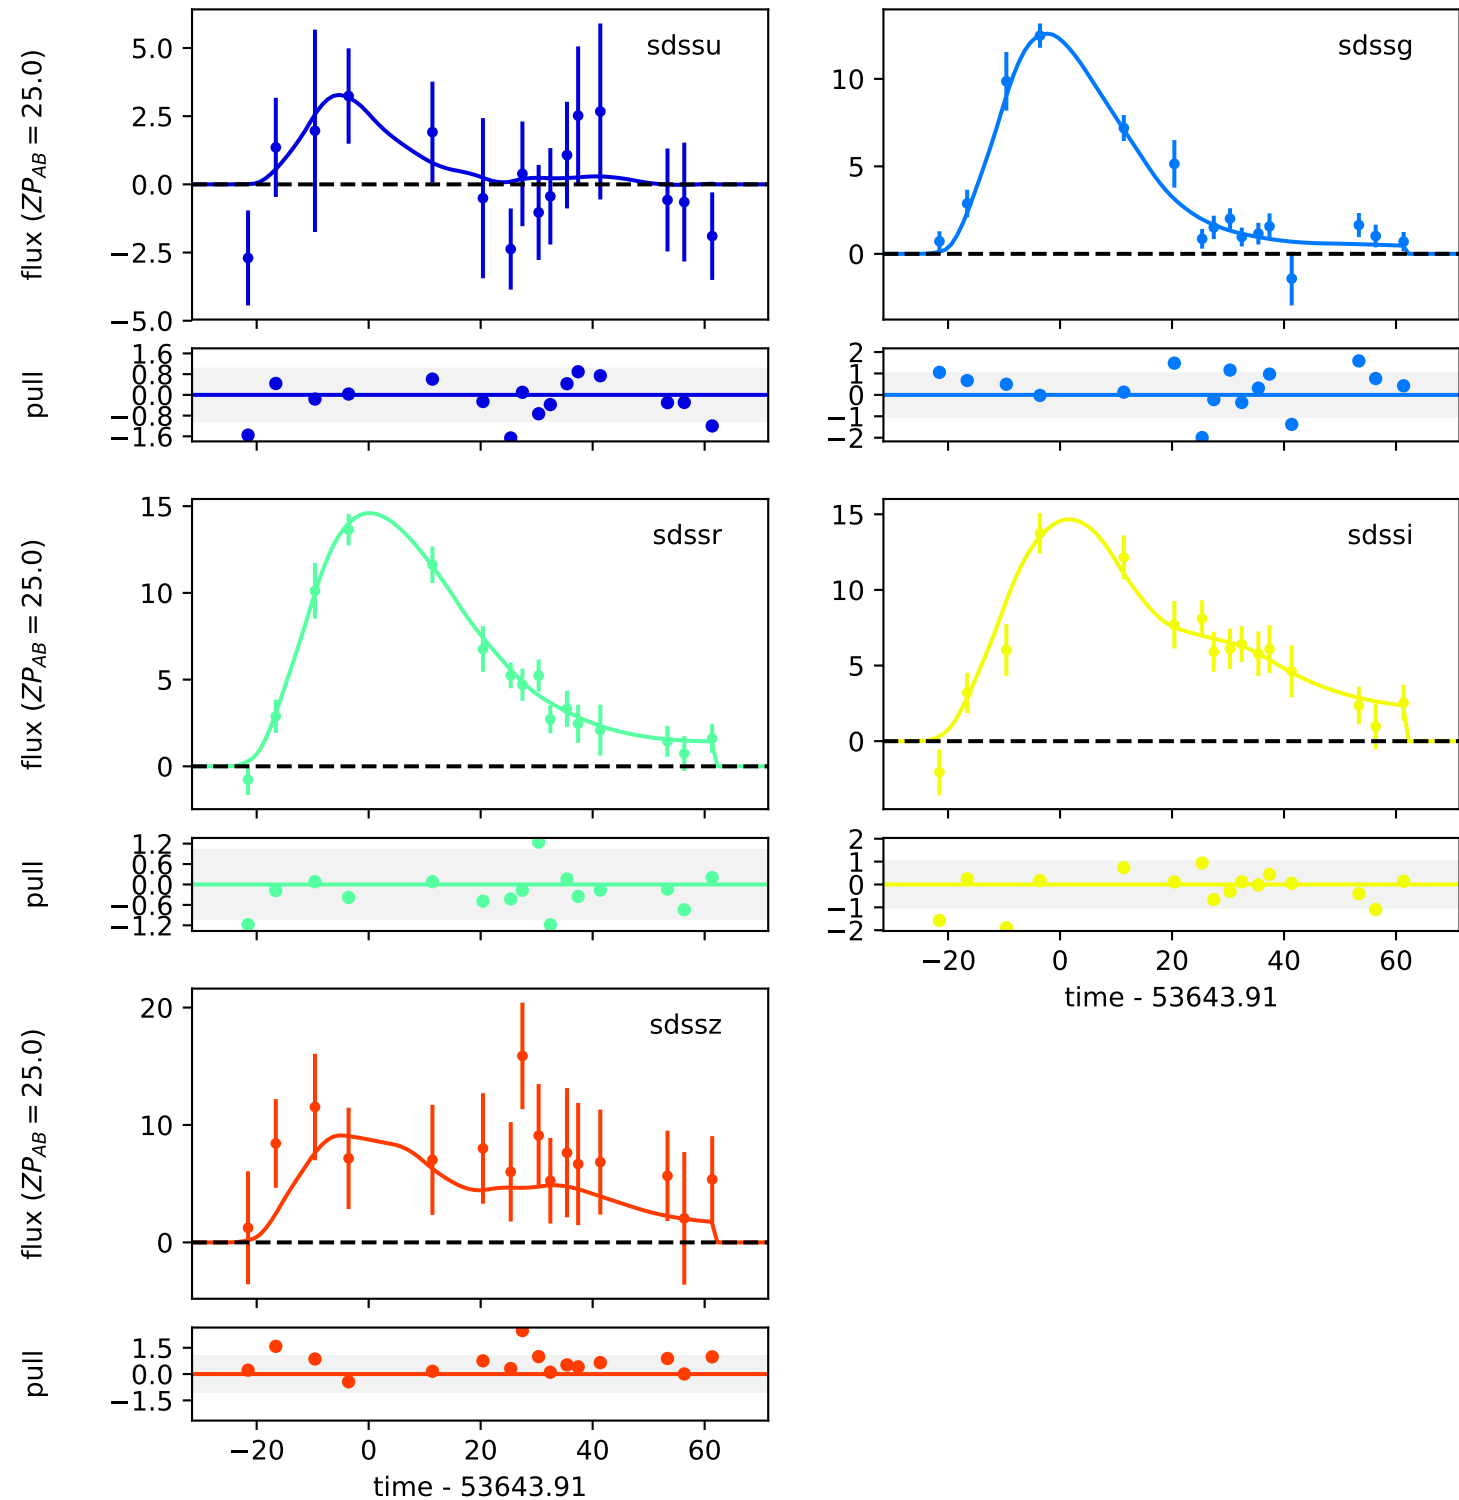 sdssu
flux (ZP_AB = 25.0)
5.0
2.5
0.0
−2.5
−5.0
sdssg
10
5
0
pull
1.6
0.8
0.0
−0.8
−1.6
2
1
0
−1
−2
sdssr
flux (ZP_AB = 25.0)
15
10
5
0
sdssi
15
10
5
0
pull
1.2
0.6
0.0
−0.6
−1.2
2
1
0
−1
−2
−20 0 20 40 60
time - 53643.91
sdssz
flux (ZP_AB = 25.0)
20
10
0
pull
1.5
0.0
−1.5
−20 0 20 40 60
time - 53643.91